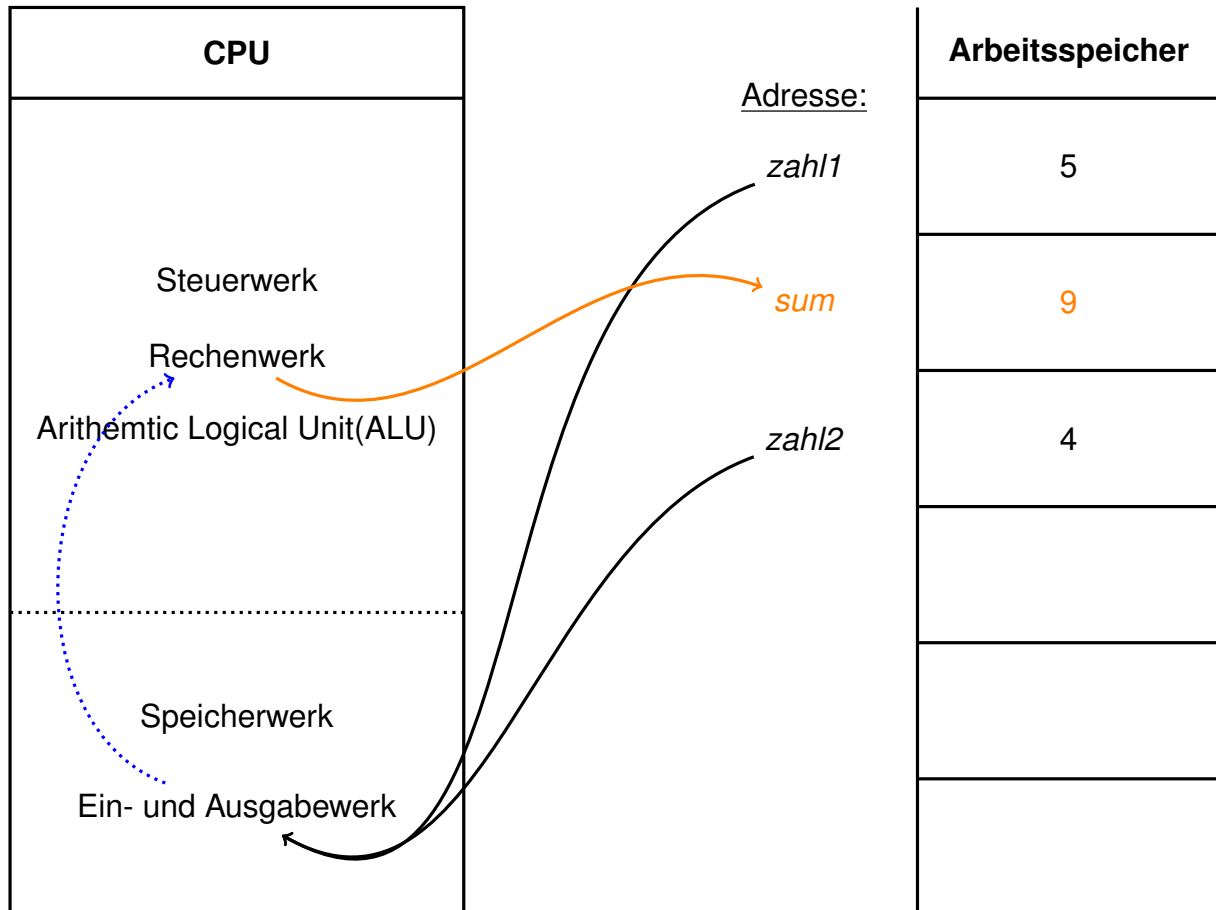 CPU
Steuerwerk
Rechenwerk
Arithemtic Logical Unit(ALU)
Speicherwerk
Ein- und Ausgabewerk
Adresse:
zahl1
sum
zahl2
Arbeitsspeicher
5
9
4